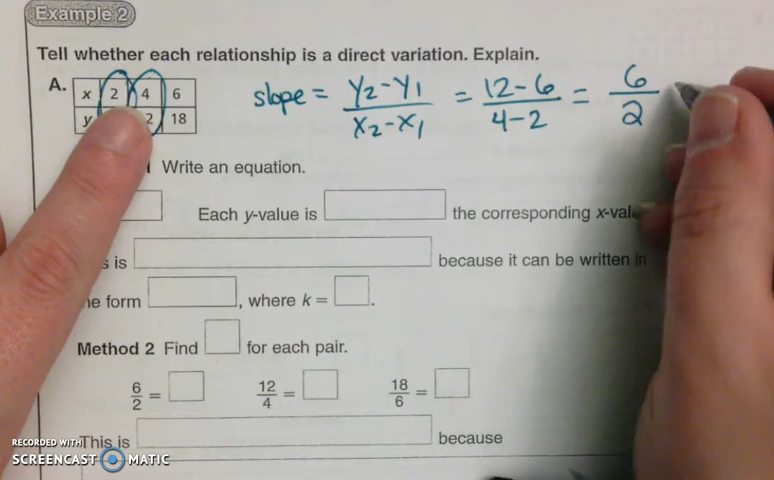 Example 2
Tell whether each relationship is a direct variation. Explain.
A. x 2 4 6 slope = y₂-y₁ / x₂-x₁ = 12-6 / 4-2 = 6 / 2
y 2 18
Write an equation.
Each y-value is the corresponding x-val
s is because it can be written in
e form , where k = .
Method 2 Find for each pair.
6/2 = 12/4 = 18/6 =
This is because
RECORDED WITH
SCREENCAST MATIC